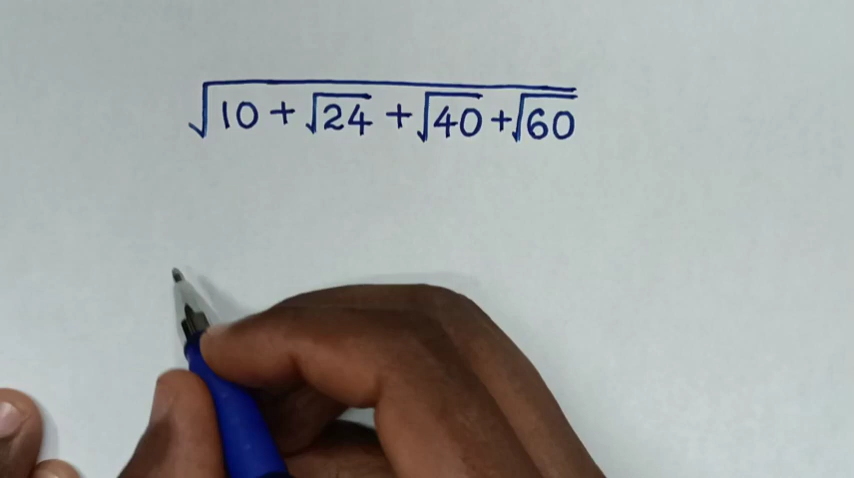 √(10 + √24 + √40 + √60)